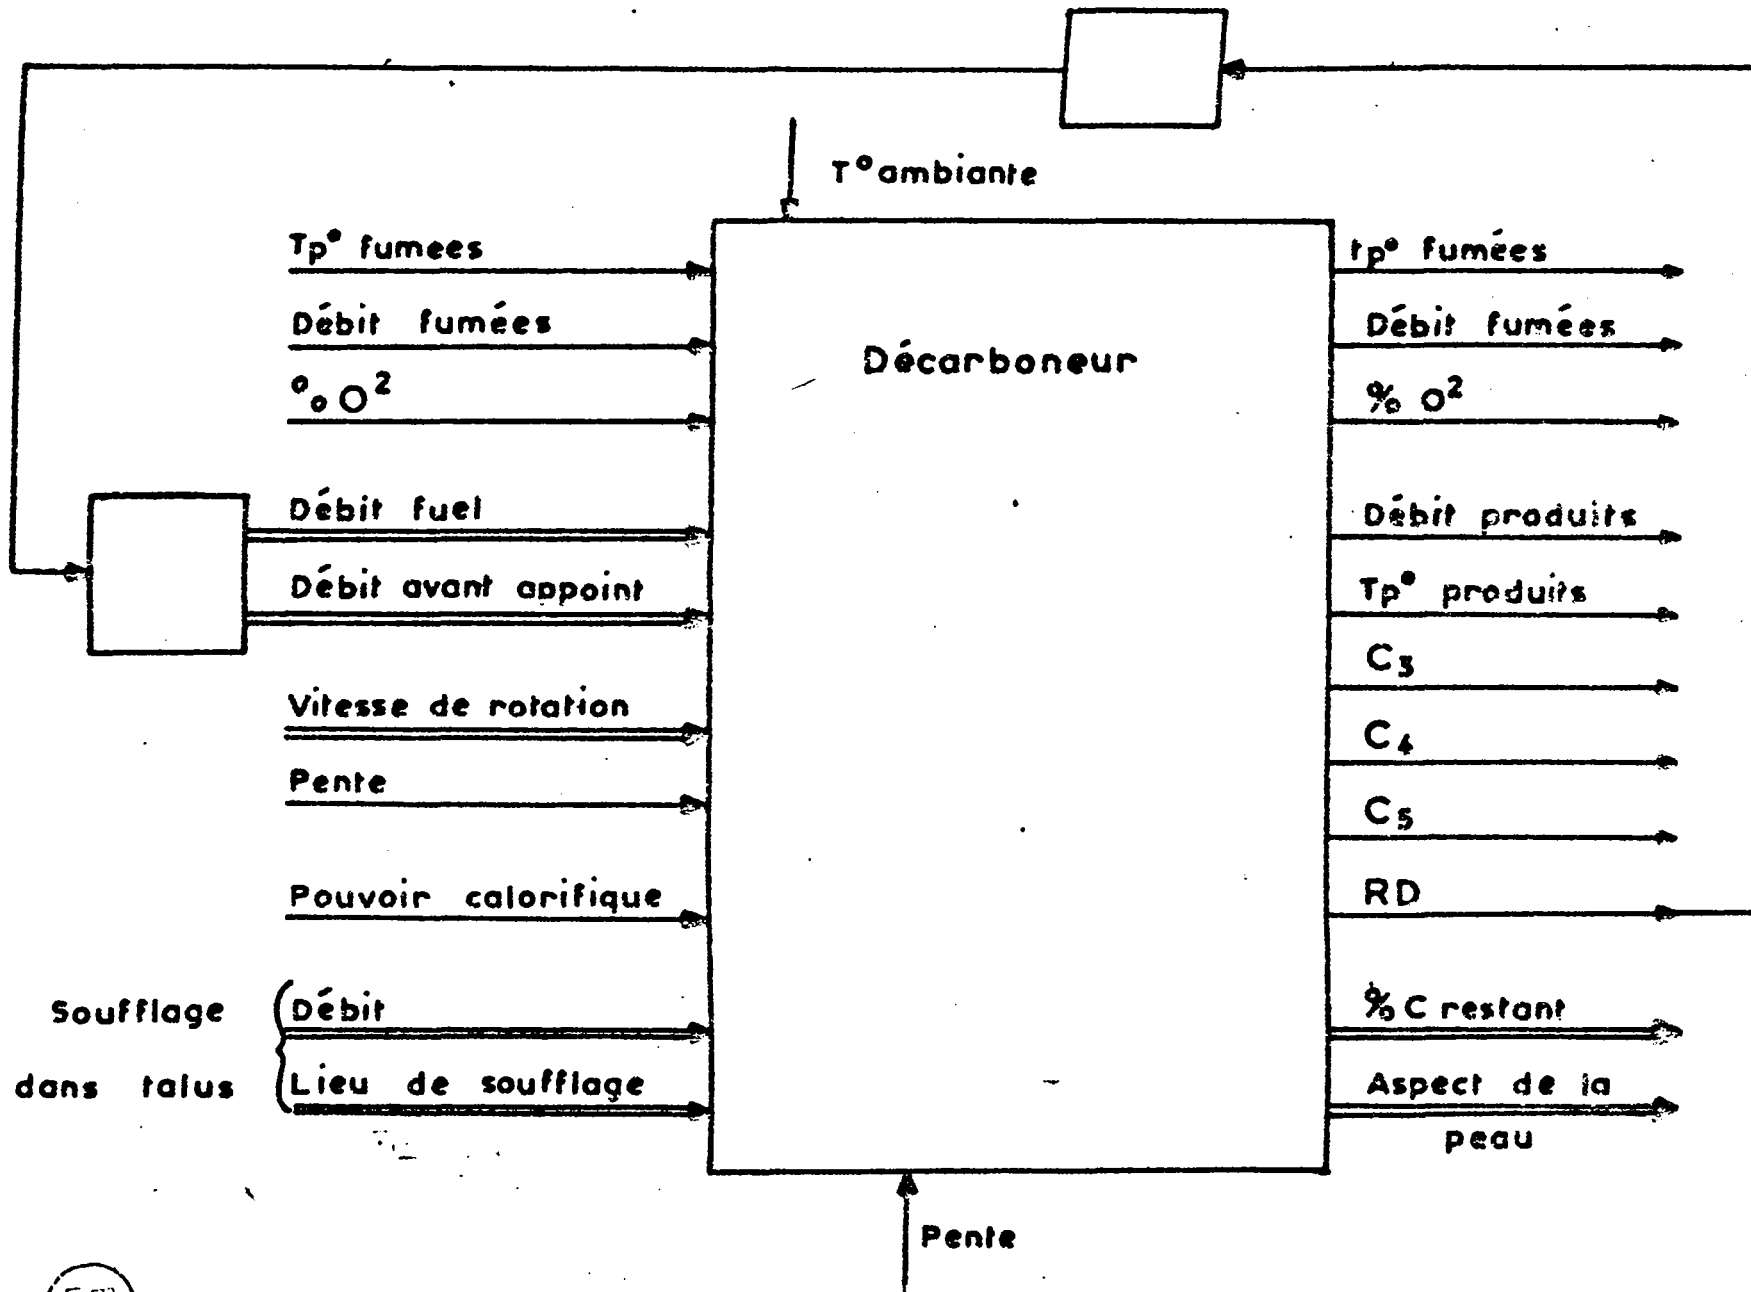 T° ambiante
Tp° fumees
Débit fumées
°o O²
Débit fuel
Débit avant appoint
Vitesse de rotation
Pente
Pouvoir calorifique
Soufflage
dans talus
Débit
Lieu de soufflage
Décarboneur
tp° fumées
Débit fumées
% O²
Débit produits
Tp° produits
C3
C4
C5
RD
% C restant
Aspect de la
peau
Pente